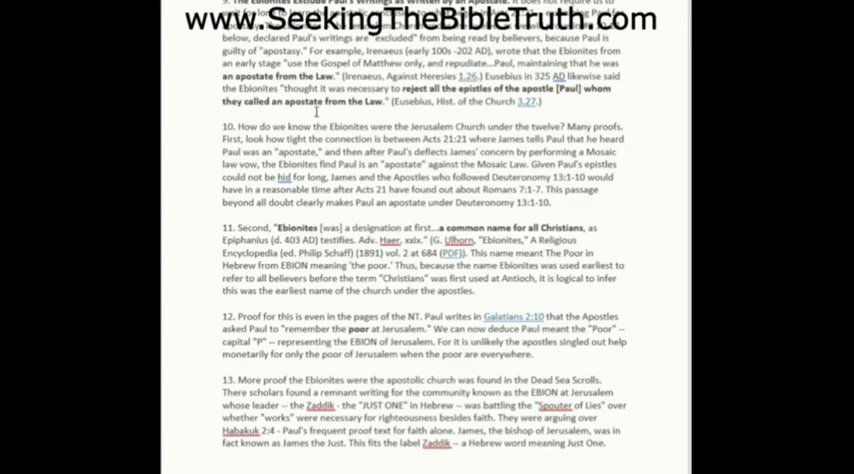 9. The Ebionites Exclude Paul's Writings as Written by an Apostate. It does not require us to
www.SeekingTheBibleTruth.com
below, declared Paul's writings are "excluded" from being read by believers, because Paul is
guilty of "apostasy." For example, Irenaeus (early 100s -202 AD), wrote that the Ebionites from
an early stage "use the Gospel of Matthew only, and repudiate...Paul, maintaining that he was
an apostate from the Law." (Irenaeus, Against Heresies 1.26.) Eusebius in 325 AD likewise said
the Ebionites "thought it was necessary to reject all the epistles of the apostle [Paul] whom
they called an apostate from the Law." (Eusebius, Hist. of the Church 3.27.)
10. How do we know the Ebionites were the Jerusalem Church under the twelve? Many proofs.
First, look how tight the connection is between Acts 21:21 where James tells Paul that he heard
Paul was an "apostate," and then after Paul's deflects James' concern by performing a Mosaic
law vow, the Ebionites find Paul is an "apostate" against the Mosaic Law. Given Paul's epistles
could not be hid for long, James and the Apostles who followed Deuteronomy 13:1-10 would
have in a reasonable time after Acts 21 have found out about Romans 7:1-7. This passage
beyond all doubt clearly makes Paul an apostate under Deuteronomy 13:1-10.
11. Second, "Ebionites [was] a designation at first...a common name for all Christians, as
Epiphanius (d. 403 AD) testifies. Adv. Haer, xxix." (G. Ulhorn, "Ebionites," A Religious
Encyclopedia (ed. Philip Schaff) (1891) vol. 2 at 684 (PDF)). This name meant The Poor in
Hebrew from EBION meaning 'the poor.' Thus, because the name Ebionites was used earliest to
refer to all believers before the term "Christians" was first used at Antioch, it is logical to infer
this was the earliest name of the church under the apostles.
12. Proof for this is even in the pages of the NT. Paul writes in Galatians 2:10 that the Apostles
asked Paul to "remember the poor at Jerusalem." We can now deduce Paul meant the "Poor" --
capital "P" -- representing the EBION of Jerusalem. For it is unlikely the apostles singled out help
monetarily for only the poor of Jerusalem when the poor are everywhere.
13. More proof the Ebionites were the apostolic church was found in the Dead Sea Scrolls.
There scholars found a remnant writing for the community known as the EBION at Jerusalem
whose leader -- the Zaddik - the "JUST ONE" in Hebrew -- was battling the "Spouter of Lies" over
whether "works" were necessary for righteousness besides faith. They were arguing over
Habakuk 2:4 - Paul's frequent proof text for faith alone. James, the bishop of Jerusalem, was in
fact known as James the Just. This fits the label Zaddik -- a Hebrew word meaning Just One.